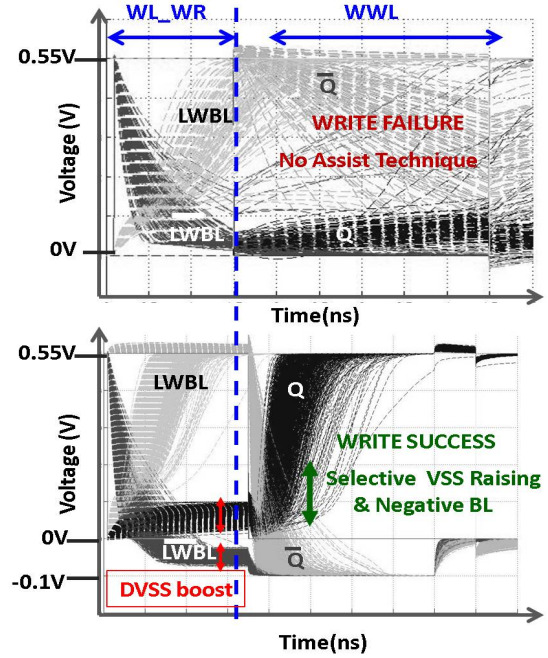 WL_WR
WWL
0.55V
Q̅
LWBL
WRITE FAILURE
No Assist Technique
Voltage (V)
LWBL
Q
0V
Time(ns)
0.55V
LWBL
Q
WRITE SUCCESS
Selective VSS Raising
& Negative BL
Voltage (V)
0V
LWBL
Q̅
-0.1V
DVSS boost
Time(ns)